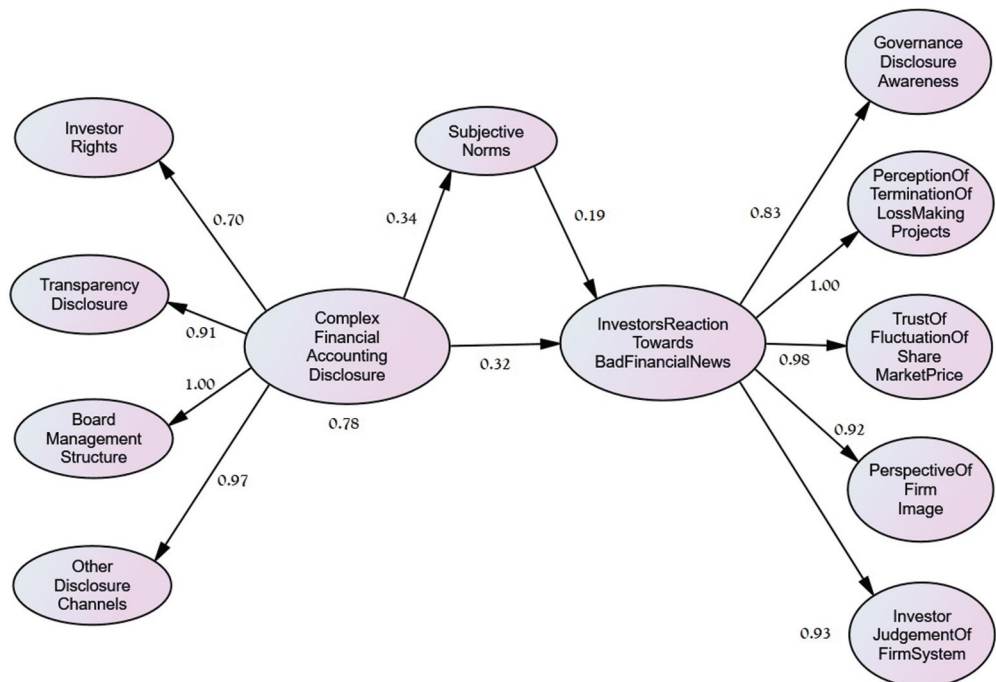 Governance
Disclosure
Awareness
Investor
Rights
Subjective
Norms
PerceptionOf
TerminationOf
LossMaking
Projects
0.70
0.34
0.19
0.83
Transparency
Disclosure
1.00
0.91
Complex
Financial
Accounting
Disclosure
InvestorsReaction
Towards
BadFinancialNews
TrustOf
FluctuationOf
Share
MarketPrice
0.32
0.98
1.00
0.78
Board
Management
Structure
0.92
0.97
PerspectiveOf
Firm
Image
Other
Disclosure
Channels
0.93
Investor
JudgementOf
FirmSystem